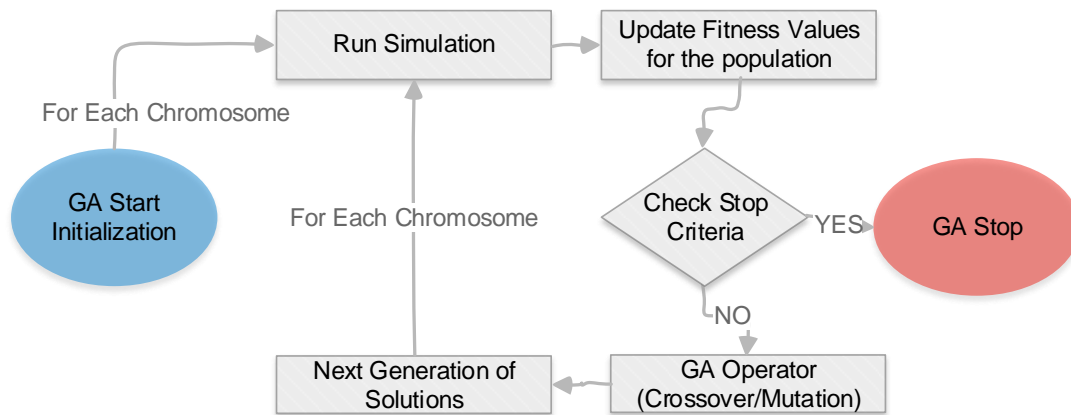 Run Simulation
Update Fitness Values
for the population
For Each Chromosome
GA Start
Initialization
For Each Chromosome
Check Stop
Criteria
YES
GA Stop
NO
Next Generation of
Solutions
GA Operator
(Crossover/Mutation)